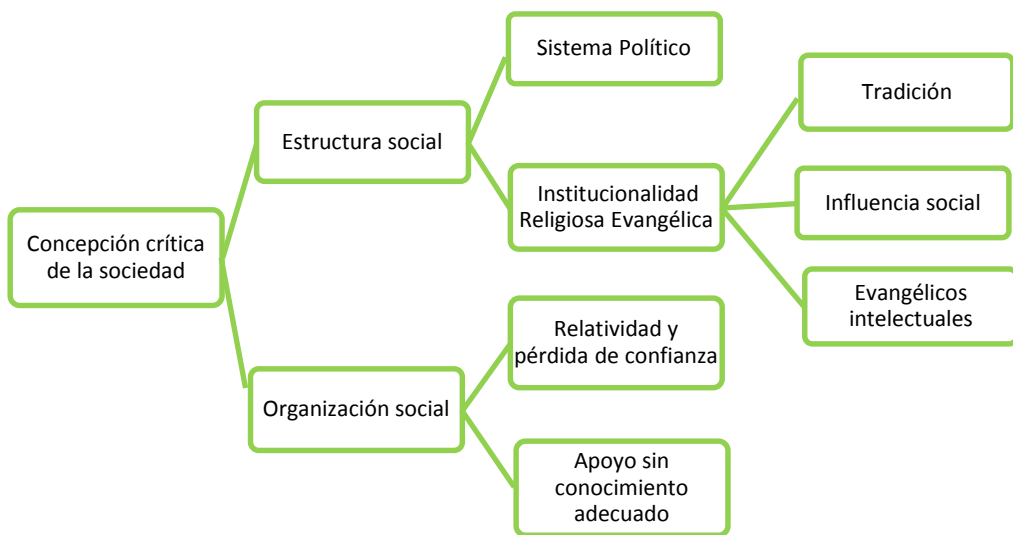 Concepción crítica
de la sociedad
Estructura social
Sistema Político
Institucionalidad
Religiosa Evangélica
Tradición
Influencia social
Evangélicos
intelectuales
Organización social
Relatividad y
pérdida de confianza
Apoyo sin
conocimiento
adecuado